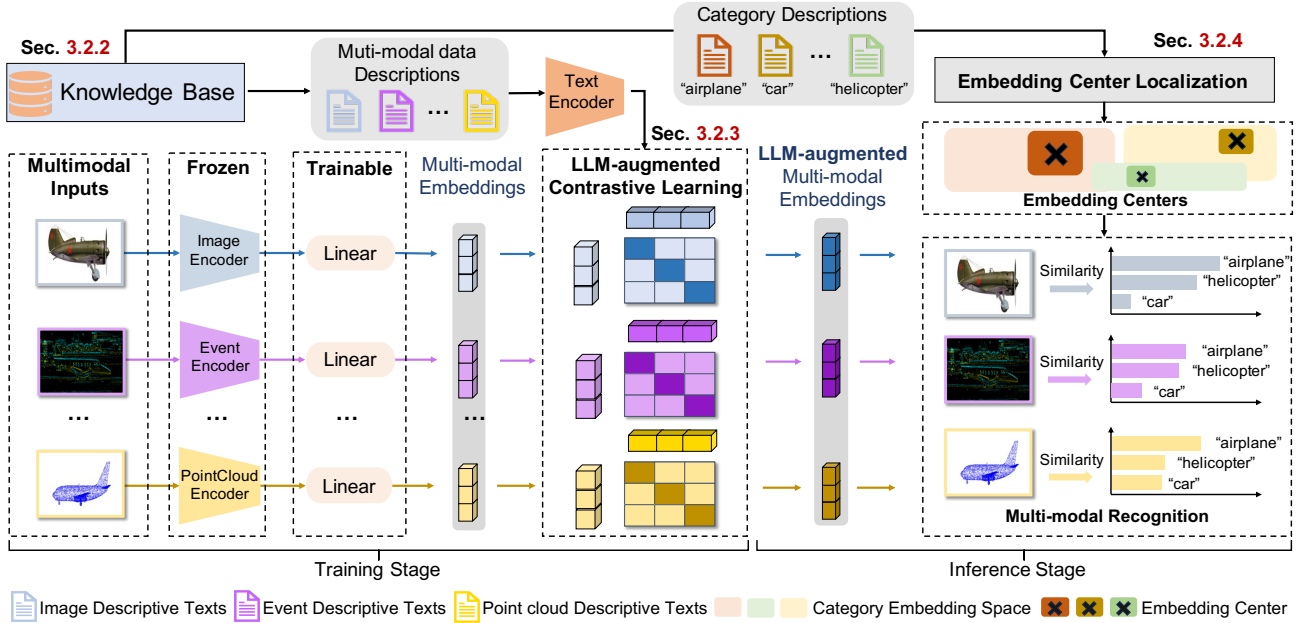 Category Descriptions
Sec. 3.2.2
Sec. 3.2.4
Knowledge Base
Muti-modal data
Descriptions
...
Text
Encoder
...
“airplane” “car” “helicopter”
Embedding Center Localization
Sec. 3.2.3
Multimodal
Inputs
Frozen
Trainable
Multi-modal
Embeddings
LLM-augmented
Contrastive Learning
LLM-augmented
Multi-modal
Embeddings
Embedding Centers
Image
Encoder
Linear
Similarity
“airplane”
“helicopter”
“car”
Event
Encoder
Linear
Similarity
“airplane”
“helicopter”
“car”
...
...
...
...
PointCloud
Encoder
Linear
Similarity
“airplane”
“helicopter”
“car”
Multi-modal Recognition
Training Stage
Inference Stage
Image Descriptive Texts
Event Descriptive Texts
Point cloud Descriptive Texts
Category Embedding Space
Embedding Center